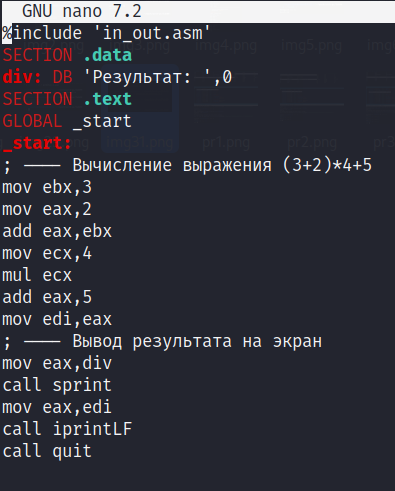 GNU nano 7.2
%include 'in_out.asm'
SECTION .data
div: DB 'Результат: ',0
SECTION .text
GLOBAL _start
_start:
; ---- Вычисление выражения (3+2)*4+5
mov ebx,3
mov eax,2
add eax,ebx
mov ecx,4
mul ecx
add eax,5
mov edi,eax
; ---- Вывод результата на экран
mov eax,div
call sprint
mov eax,edi
call iprintLF
call quit